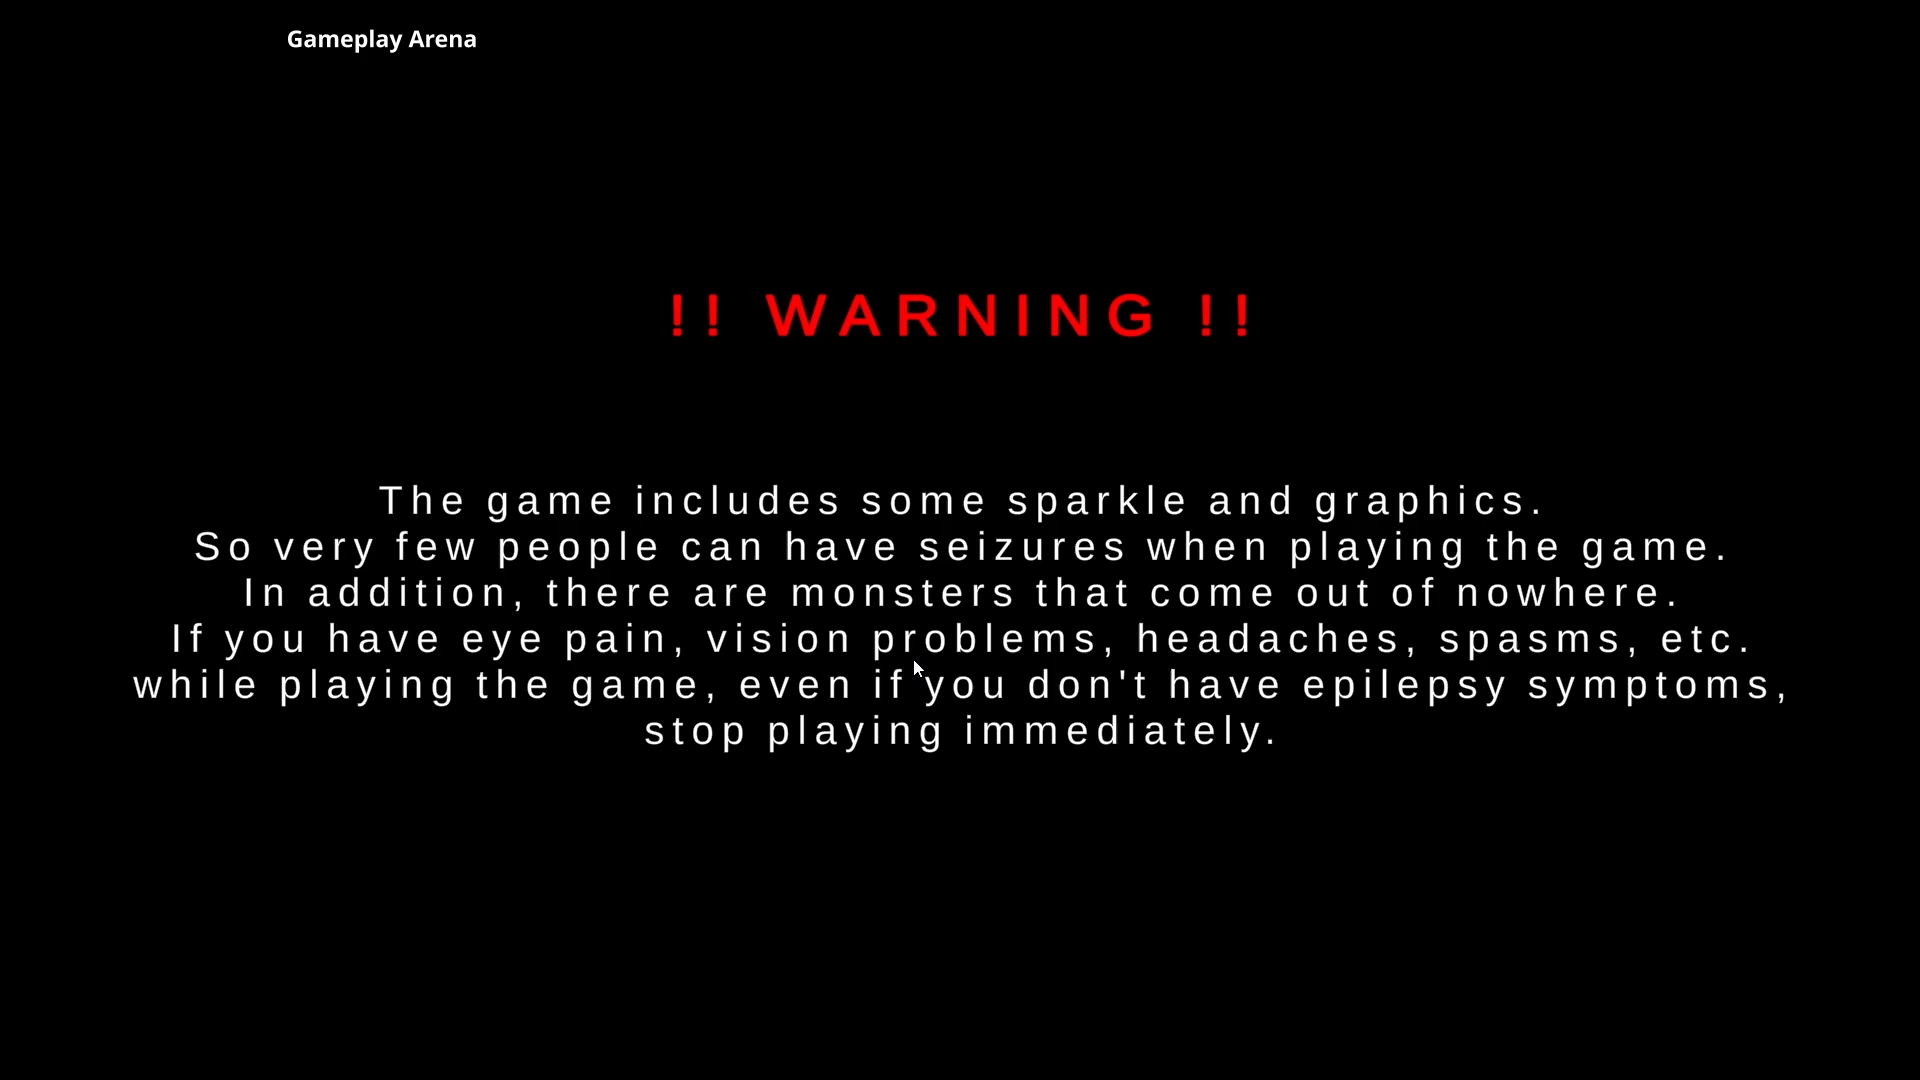 Gameplay Arena
!! WARNING !!
The game includes some sparkle and graphics.
So very few people can have seizures when playing the game.
In addition, there are monsters that come out of nowhere.
If you have eye pain, vision problems, headaches, spasms, etc.
while playing the game, even if you don't have epilepsy symptoms,
stop playing immediately.